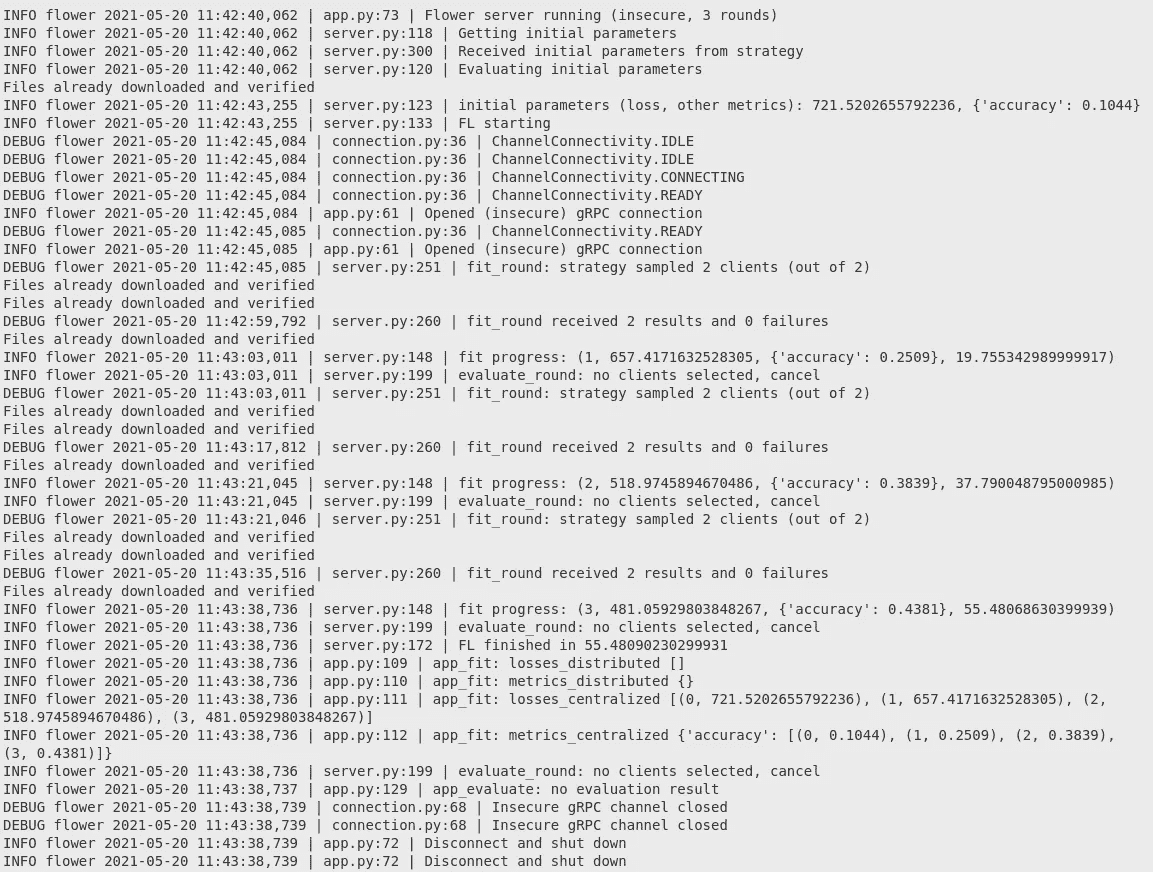 INFO flower 2021-05-20 11:42:40,062 | app.py:73 | Flower server running (insecure, 3 rounds)
INFO flower 2021-05-20 11:42:40,062 | server.py:118 | Getting initial parameters
INFO flower 2021-05-20 11:42:40,062 | server.py:300 | Received initial parameters from strategy
INFO flower 2021-05-20 11:42:40,062 | server.py:120 | Evaluating initial parameters
Files already downloaded and verified
INFO flower 2021-05-20 11:42:43,255 | server.py:123 | initial parameters (loss, other metrics): 721.5202655792236, {'accuracy': 0.1044}
INFO flower 2021-05-20 11:42:43,255 | server.py:133 | FL starting
DEBUG flower 2021-05-20 11:42:45,084 | connection.py:36 | ChannelConnectivity.IDLE
DEBUG flower 2021-05-20 11:42:45,084 | connection.py:36 | ChannelConnectivity.IDLE
DEBUG flower 2021-05-20 11:42:45,084 | connection.py:36 | ChannelConnectivity.CONNECTING
DEBUG flower 2021-05-20 11:42:45,084 | connection.py:36 | ChannelConnectivity.READY
INFO flower 2021-05-20 11:42:45,084 | app.py:61 | Opened (insecure) gRPC connection
DEBUG flower 2021-05-20 11:42:45,085 | connection.py:36 | ChannelConnectivity.READY
INFO flower 2021-05-20 11:42:45,085 | app.py:61 | Opened (insecure) gRPC connection
DEBUG flower 2021-05-20 11:42:45,085 | server.py:251 | fit_round: strategy sampled 2 clients (out of 2)
Files already downloaded and verified
Files already downloaded and verified
DEBUG flower 2021-05-20 11:42:59,792 | server.py:260 | fit_round received 2 results and 0 failures
Files already downloaded and verified
INFO flower 2021-05-20 11:43:03,011 | server.py:148 | fit progress: (1, 657.4171632528305, {'accuracy': 0.2509}, 19.755342989999917)
INFO flower 2021-05-20 11:43:03,011 | server.py:199 | evaluate_round: no clients selected, cancel
DEBUG flower 2021-05-20 11:43:03,011 | server.py:251 | fit_round: strategy sampled 2 clients (out of 2)
Files already downloaded and verified
Files already downloaded and verified
DEBUG flower 2021-05-20 11:43:17,812 | server.py:260 | fit_round received 2 results and 0 failures
Files already downloaded and verified
INFO flower 2021-05-20 11:43:21,045 | server.py:148 | fit progress: (2, 518.9745894670486, {'accuracy': 0.3839}, 37.790048795000985)
INFO flower 2021-05-20 11:43:21,045 | server.py:199 | evaluate_round: no clients selected, cancel
DEBUG flower 2021-05-20 11:43:21,046 | server.py:251 | fit_round: strategy sampled 2 clients (out of 2)
Files already downloaded and verified
Files already downloaded and verified
DEBUG flower 2021-05-20 11:43:35,516 | server.py:260 | fit_round received 2 results and 0 failures
Files already downloaded and verified
INFO flower 2021-05-20 11:43:38,736 | server.py:148 | fit progress: (3, 481.05929803848267, {'accuracy': 0.4381}, 55.48068630399939)
INFO flower 2021-05-20 11:43:38,736 | server.py:199 | evaluate_round: no clients selected, cancel
INFO flower 2021-05-20 11:43:38,736 | server.py:172 | FL finished in 55.48090230299931
INFO flower 2021-05-20 11:43:38,736 | app.py:109 | app_fit: losses_distributed []
INFO flower 2021-05-20 11:43:38,736 | app.py:110 | app_fit: metrics_distributed {}
INFO flower 2021-05-20 11:43:38,736 | app.py:111 | app_fit: losses_centralized [(0, 721.5202655792236), (1, 657.4171632528305), (2,
518.9745894670486), (3, 481.05929803848267)]
INFO flower 2021-05-20 11:43:38,736 | app.py:112 | app_fit: metrics_centralized {'accuracy': [(0, 0.1044), (1, 0.2509), (2, 0.3839),
(3, 0.4381)]}
INFO flower 2021-05-20 11:43:38,736 | server.py:199 | evaluate_round: no clients selected, cancel
INFO flower 2021-05-20 11:43:38,737 | app.py:129 | app_evaluate: no evaluation result
DEBUG flower 2021-05-20 11:43:38,739 | connection.py:68 | Insecure gRPC channel closed
DEBUG flower 2021-05-20 11:43:38,739 | connection.py:68 | Insecure gRPC channel closed
INFO flower 2021-05-20 11:43:38,739 | app.py:72 | Disconnect and shut down
INFO flower 2021-05-20 11:43:38,739 | app.py:72 | Disconnect and shut down